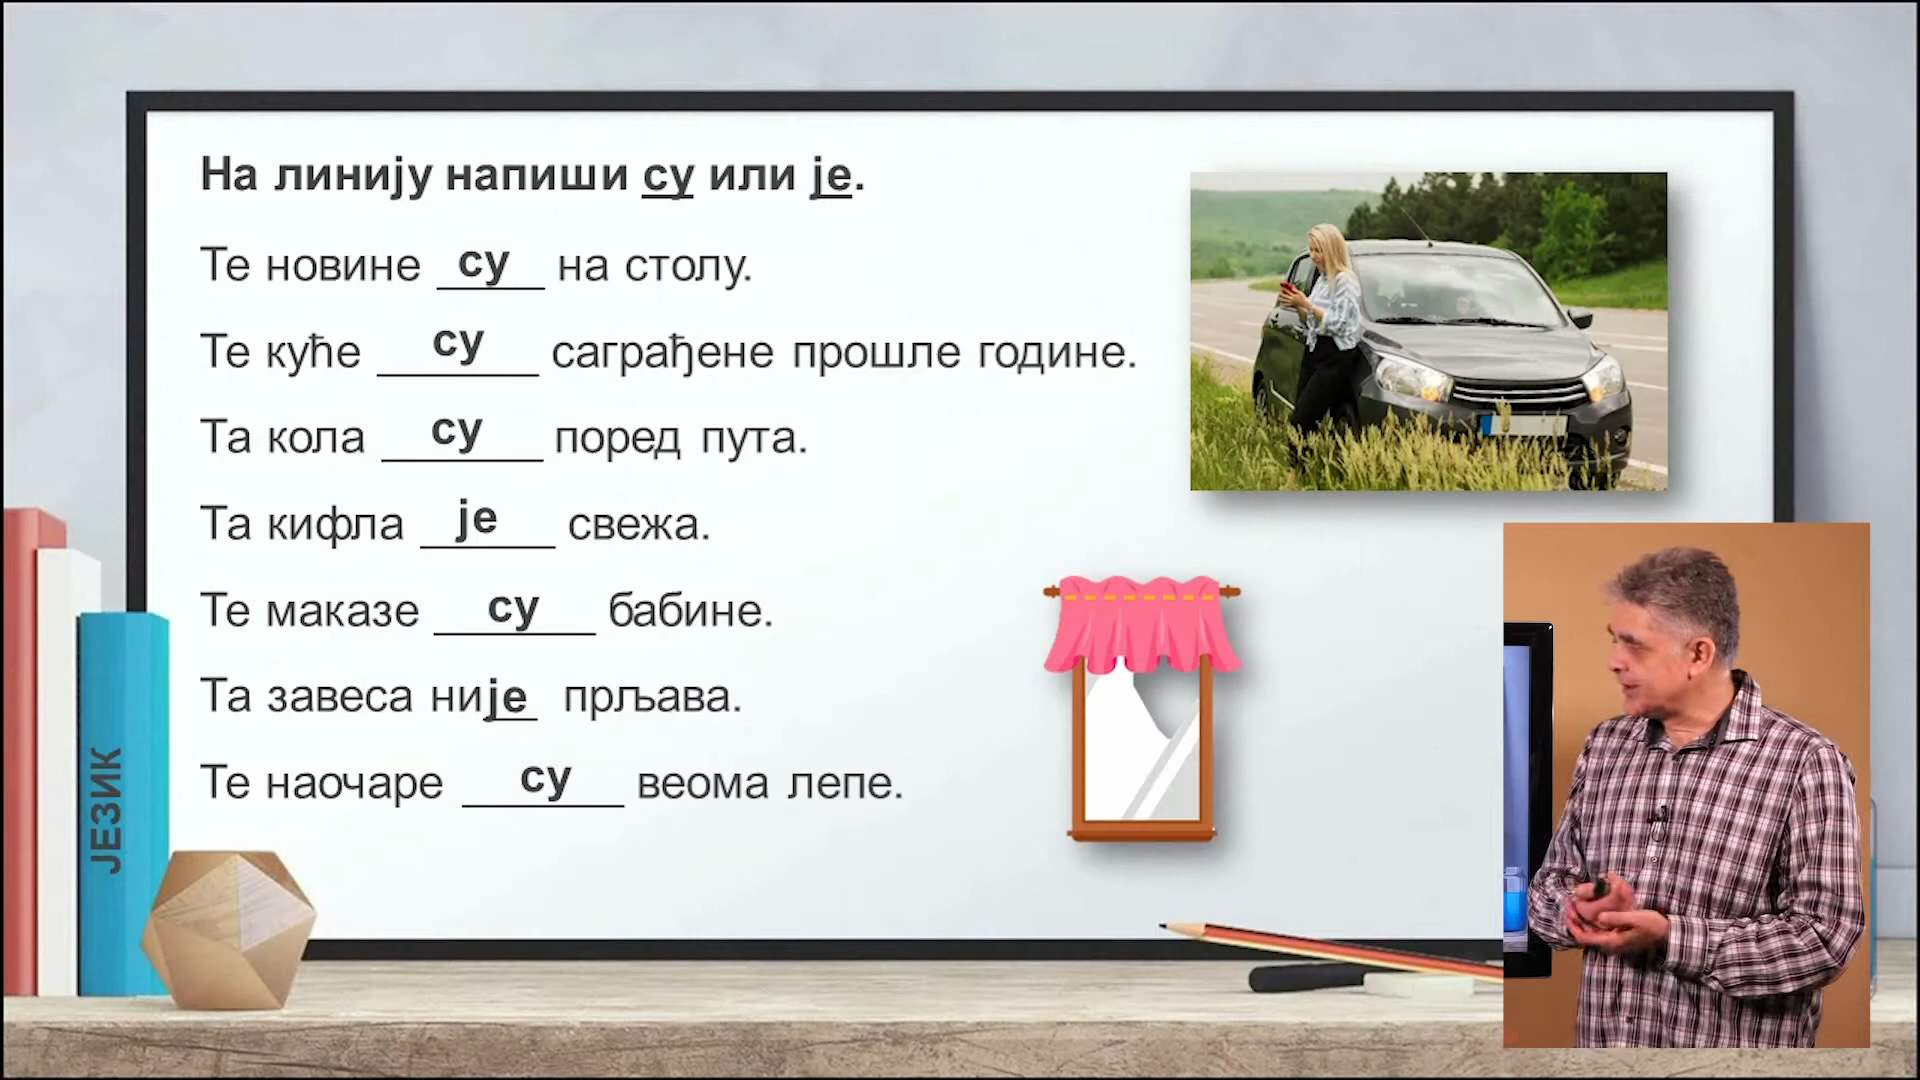 На линију напиши су или је.
Те новине су на столу.
Те куће су саграђене прошле године.
Та кола су поред пута.
Та кифла је свежа.
Те маказе су бабине.
Та завеса није прљава.
Те наочаре су веома лепе.
ЈЕЗИК